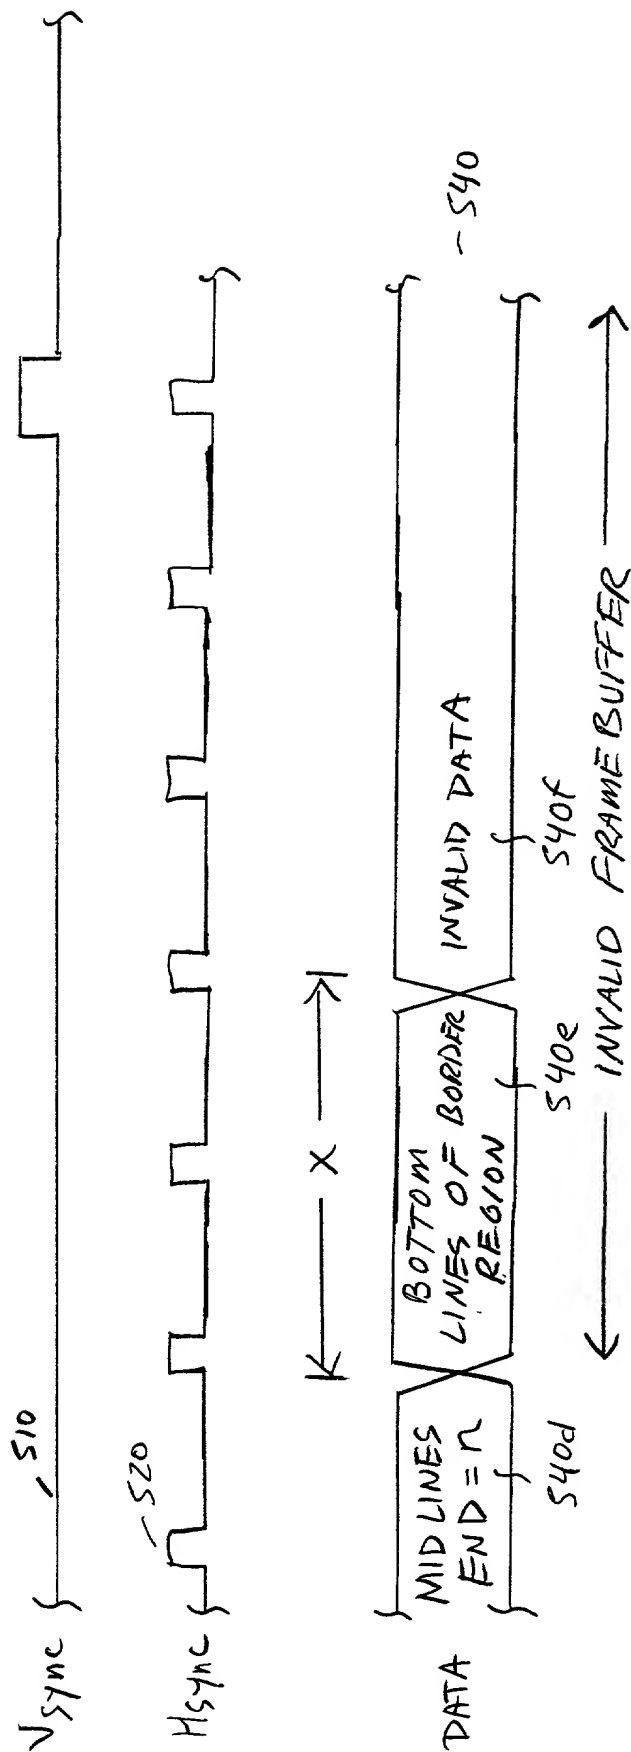 Vsync
510
Hsync
520
X
DATA
MID LINES
END = n
540d
BOTTOM
LINES OF BORDER
REGION
540e
INVALID DATA
540f
540
INVALID FRAME BUFFER